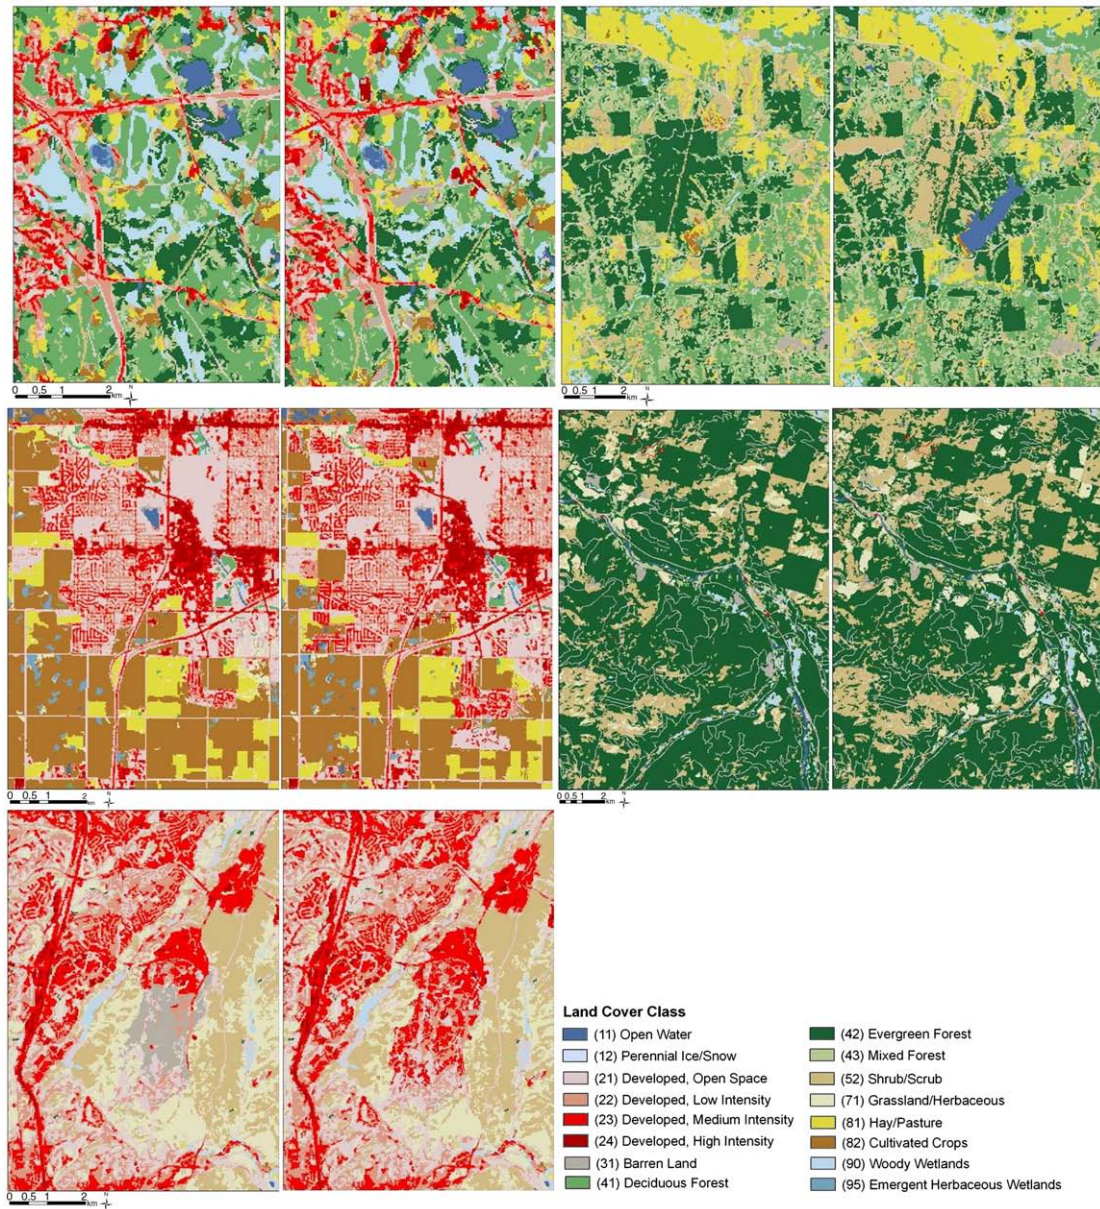 0 0.5 1 2
km
N
0 0.5 1 2
km
N
0 0.5 1 2
km
N
0 0.5 1 2
km
N
0 0.5 1 2
km
N
Land Cover Class
(11) Open Water
(12) Perennial Ice/Snow
(21) Developed, Open Space
(22) Developed, Low Intensity
(23) Developed, Medium Intensity
(24) Developed, High Intensity
(31) Barren Land
(41) Deciduous Forest
(42) Evergreen Forest
(43) Mixed Forest
(52) Shrub/Scrub
(71) Grassland/Herbaceous
(81) Hay/Pasture
(82) Cultivated Crops
(90) Woody Wetlands
(95) Emergent Herbaceous Wetlands